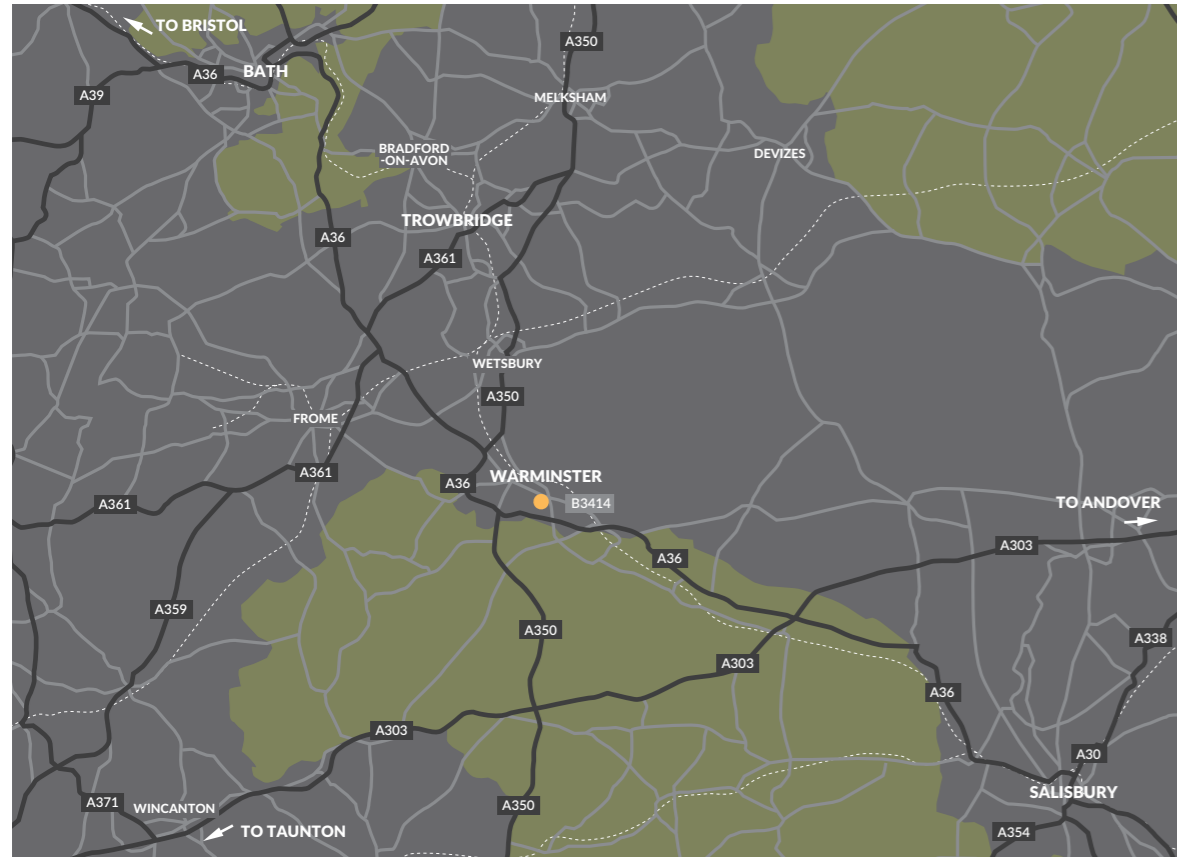 TO BRISTOL
A350
BATH
A36
A39
MELKSHAM
BRADFORD
-ON-AVON
DEVIZES
TROWBRIDGE
A36
A361
WETSBURY
A350
FROME
A361
A36
WARMINSTER
A361
B3414
TO ANDOVER
A303
A36
A359
A350
A338
A303
A36
A303
A30
SALISBURY
A371
WINCANTON
A350
TO TAUNTON
A354